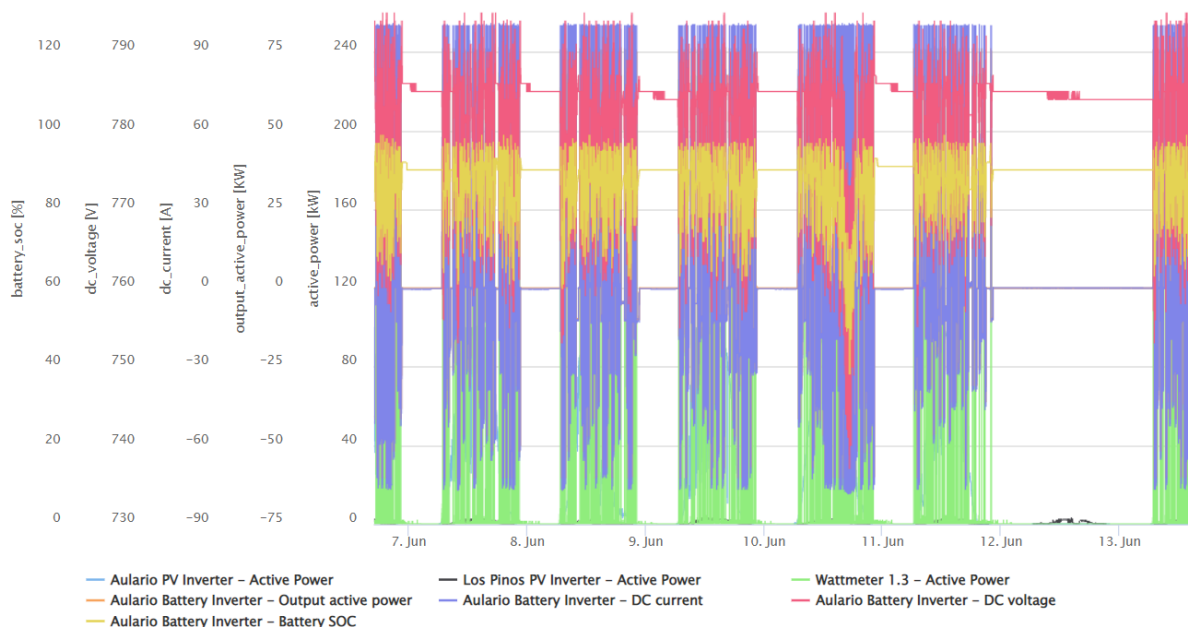 120 790 90 75 240
100 780 60 50 200
80 770 30 25 160
60 760 0 0 120
40 750 −30 −25 80
20 740 −60 −50 40
0 730 −90 −75 0
battery_soc [%]
dc_voltage [V]
dc_current [A]
output_active_power [KW]
active_power [kW]
7. Jun 8. Jun 9. Jun 10. Jun 11. Jun 12. Jun 13. Jun
Aulario PV Inverter – Active Power Los Pinos PV Inverter – Active Power Wattmeter 1.3 – Active Power
Aulario Battery Inverter – Output active power Aulario Battery Inverter – DC current Aulario Battery Inverter – DC voltage
Aulario Battery Inverter – Battery SOC